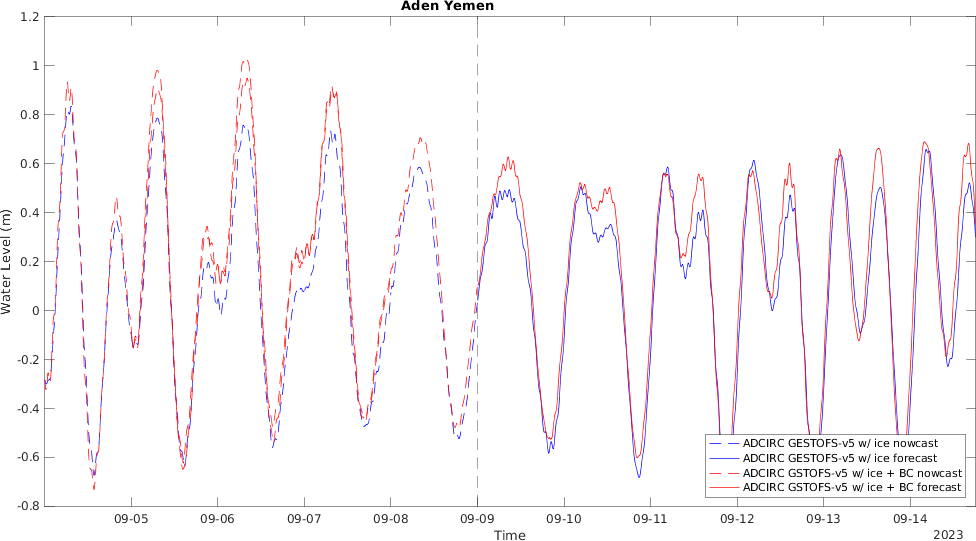 Aden Yemen
1.2
1
0.8
0.6
0.4
0.2
0
-0.2
-0.4
-0.6
-0.8
Water Level (m)
ADCIRC GESTOFS-v5 w/ ice nowcast
ADCIRC GESTOFS-v5 w/ ice forecast
ADCIRC GSTOFS-v5 w/ ice + BC nowcast
ADCIRC GSTOFS-v5 w/ ice + BC forecast
09-05 09-06 09-07 09-08 09-09 09-10 09-11 09-12 09-13 09-14
Time
2023